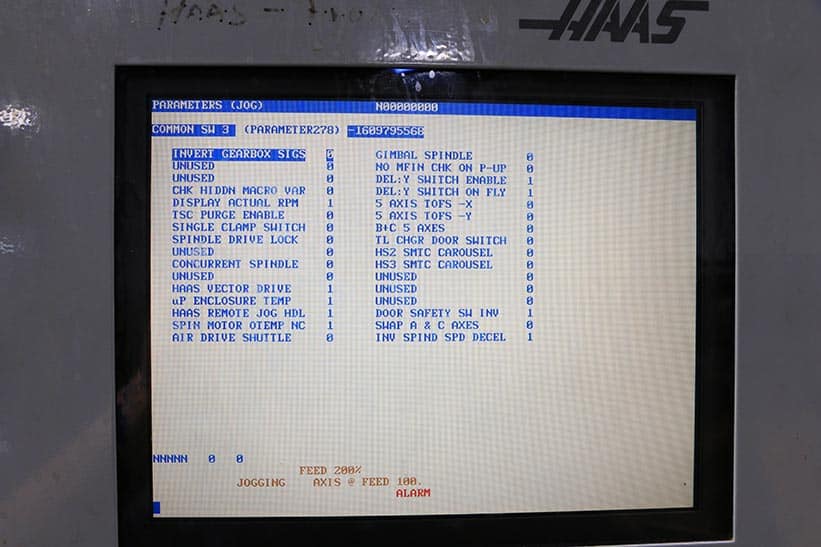 HAAS
HAAS
PARAMETERS (JOG) N00000000
COMMON SW 3 (PARAMETER278) -1609795568
INVERT GEARBOX SIGS 0 GIMBAL SPINDLE 0
UNUSED 0 NO MFIN CHK ON P-UP 0
UNUSED 0 DEL:Y SWITCH ENABLE 1
CHK HIDDN MACRO VAR 0 DEL:Y SWITCH ON FLY 1
DISPLAY ACTUAL RPM 1 5 AXIS TOFS -X 0
TSC PURGE ENABLE 0 5 AXIS TOFS -Y 0
SINGLE CLAMP SWITCH 0 B+C 5 AXES 0
SPINDLE DRIVE LOCK 0 TL CHGR DOOR SWITCH 0
UNUSED 0 HS2 SMTC CAROUSEL 0
CONCURRENT SPINDLE 0 HS3 SMTC CAROUSEL 0
UNUSED 0 UNUSED 0
HAAS VECTOR DRIVE 1 UNUSED 0
uP ENCLOSURE TEMP 1 UNUSED 0
HAAS REMOTE JOG HDL 1 DOOR SAFETY SW INV 1
SPIN MOTOR OTEMP NC 1 SWAP A & C AXES 0
AIR DRIVE SHUTTLE 0 INV SPIND SPD DECEL 1
NNNNN 0 0
FEED 200%
JOGGING AXIS @ FEED 100.
ALARM